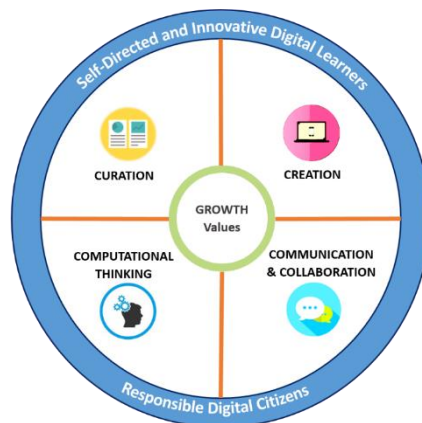 Self-Directed and Innovative Digital Learners
CURATION
CREATION
GROWTH
Values
COMPUTATIONAL
THINKING
COMMUNICATION
& COLLABORATION
Responsible Digital Citizens